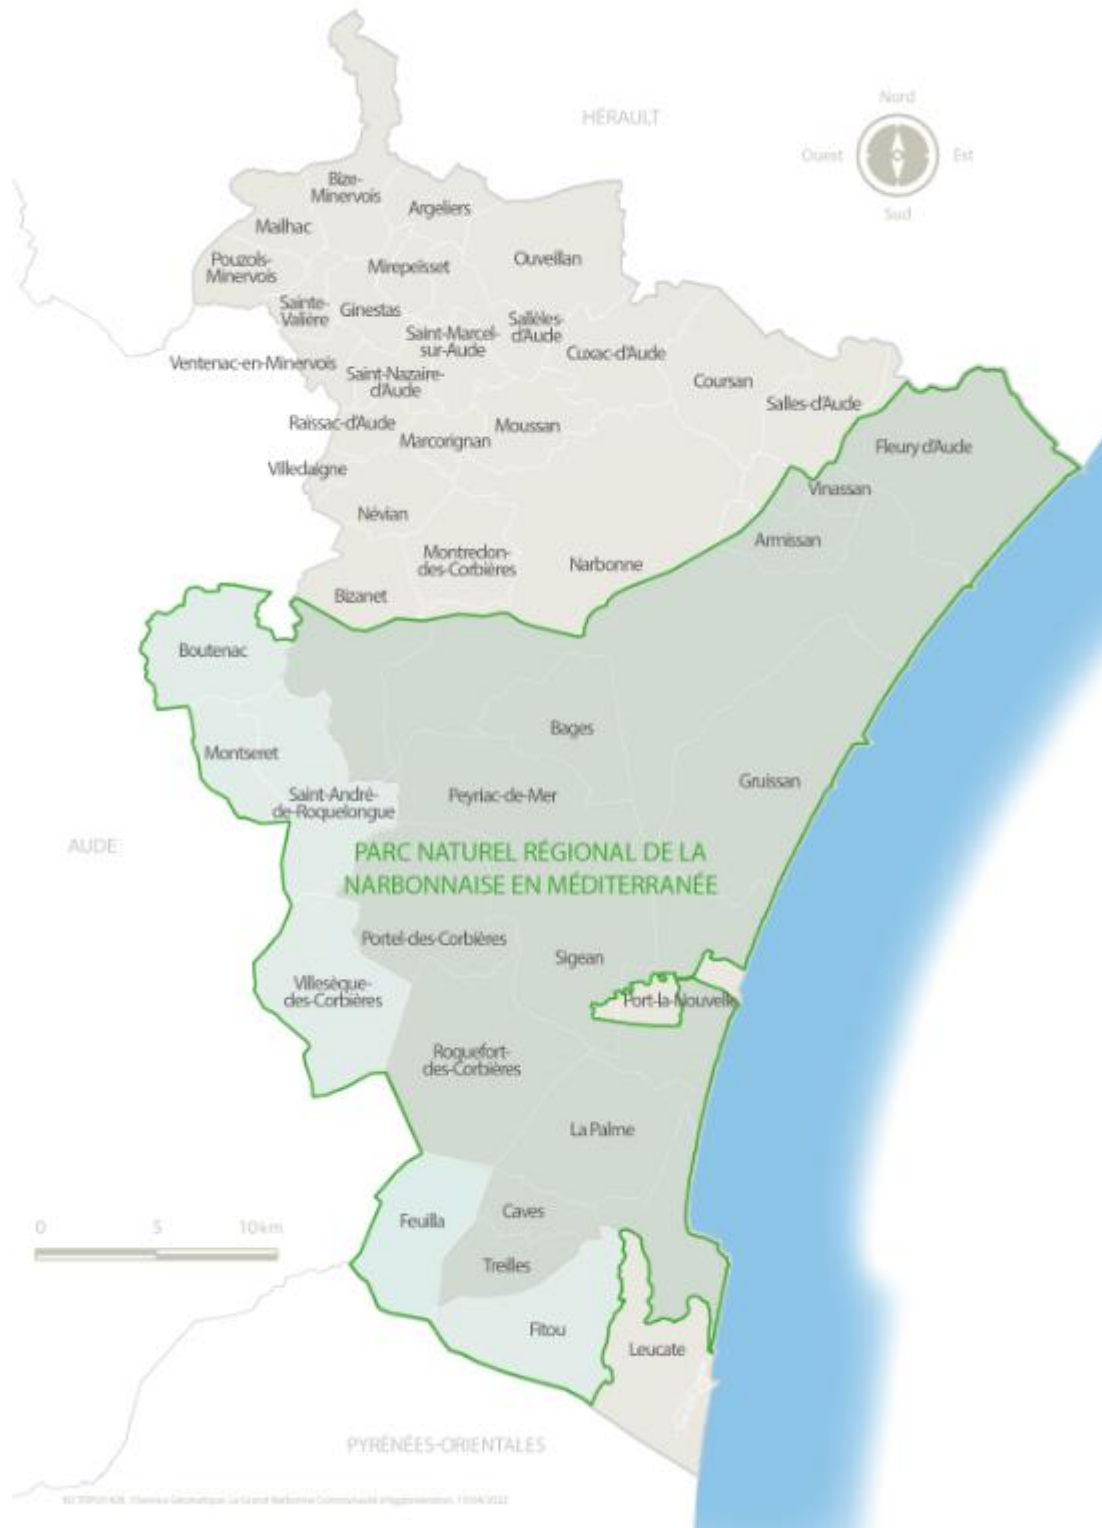 Nord
HÉRAULT
Ouest
Est
Sud
Bize-
Minervois
Argeliers
Mailhac
Pouzols-
Minervois
Mirepeisset
Ouveillan
Sainte-
Valière
Ginestas
Saint-Marcel-
sur-Aude
Sallèles-
d'Aude
Cuxac-d'Aude
Ventenac-en-Minervois
Saint-Nazaire-
d'Aude
Coursan
Salles-d'Aude
Raïssac-d'Aude
Marcorignan
Moussan
Fleury d'Aude
Villedaigne
Vinassan
Névian
Armissan
Montredon-
des-Corbières
Narbonne
Bizanet
Boutenac
Bages
Montseret
Gruissan
Saint-André-
de-Roquelongue
Peyriac-de-Mer
AUDE
PARC NATUREL RÉGIONAL DE LA
NARBONNAISE EN MÉDITERRANÉE
Portel-des-Corbières
Sigean
Villesèque-
des-Corbières
Port-la-Nouvelle
Roquefort-
des-Corbières
La Palme
Feuilla
Caves
0 5 10 km
Treilles
Fitou
Leucate
PYRÉNÉES-ORIENTALES